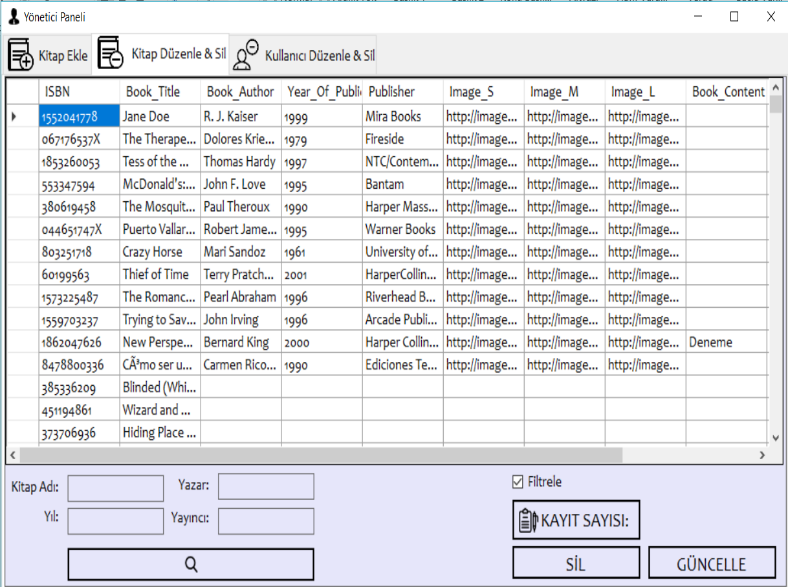 Yönetici Paneli
Kitap Ekle Kitap Düzenle & Sil Kullanıcı Düzenle & Sil
ISBN Book_Title Book_Author Year_Of_Publi Publisher Image_S Image_M Image_L Book_Content
1552041778 Jane Doe R. J. Kaiser 1999 Mira Books http://image... http://image... http://image...
067176537X The Therape... Dolores Krie... 1979 Fireside http://image... http://image... http://image...
1853260053 Tess of the ... Thomas Hardy 1997 NTC/Contem... http://image... http://image... http://image...
553347594 McDonald's:... John F. Love 1995 Bantam http://image... http://image... http://image...
380619458 The Mosquit... Paul Theroux 1990 Harper Mass... http://image... http://image... http://image...
044651747X Puerto Vallar... Robert Jame... 1995 Warner Books http://image... http://image... http://image...
803251718 Crazy Horse Mari Sandoz 1961 University of... http://image... http://image... http://image...
60199563 Thief of Time Terry Pratch... 2001 HarperCollin... http://image... http://image... http://image...
1573225487 The Romanc... Pearl Abraham 1996 Riverhead B... http://image... http://image... http://image...
1559703237 Trying to Sav... John Irving 1996 Arcade Publi... http://image... http://image... http://image...
1862047626 New Perspe... Bernard King 2000 Harper Collin... http://image... http://image... http://image... Deneme
8478800336 CÃ³mo ser u... Carmen Rico... 1990 Ediciones Te... http://image... http://image... http://image...
385336209 Blinded (Whi...
451194861 Wizard and ...
373706936 Hiding Place ...
Kitap Adı: Yazar: Filtrele
Yıl: Yayıncı: KAYIT SAYISI:
SİL GÜNCELLE